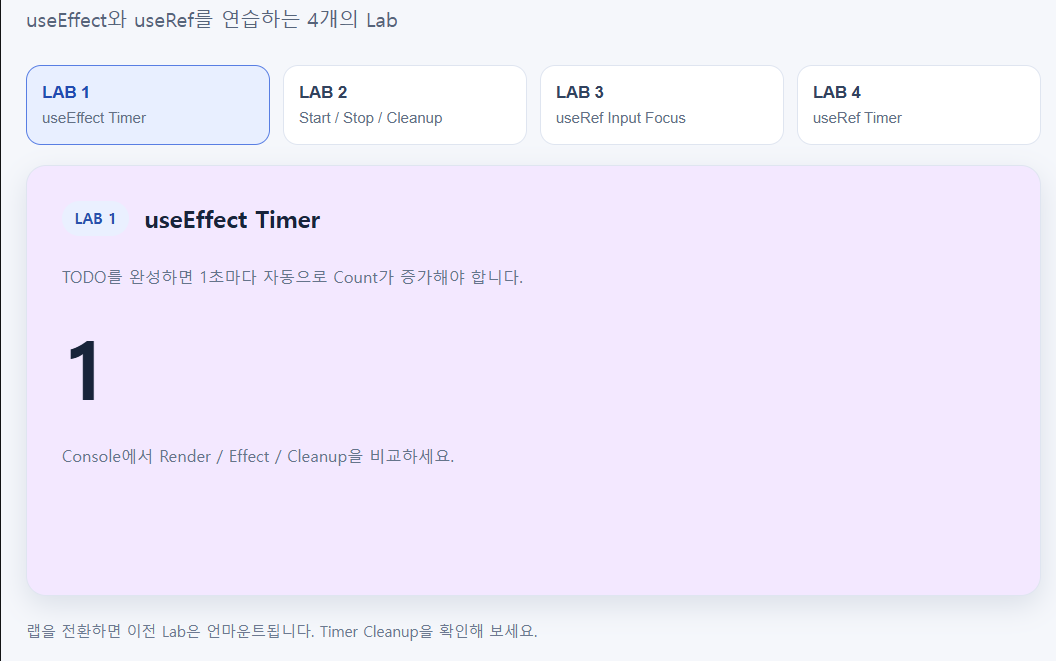 useEffect와 useRef를 연습하는 4개의 Lab
LAB 1
useEffect Timer
LAB 2
Start / Stop / Cleanup
LAB 3
useRef Input Focus
LAB 4
useRef Timer
LAB 1
useEffect Timer
TODO를 완성하면 1초마다 자동으로 Count가 증가해야 합니다.
1
Console에서 Render / Effect / Cleanup을 비교하세요.
랩을 전환하면 이전 Lab은 언마운트됩니다. Timer Cleanup을 확인해 보세요.